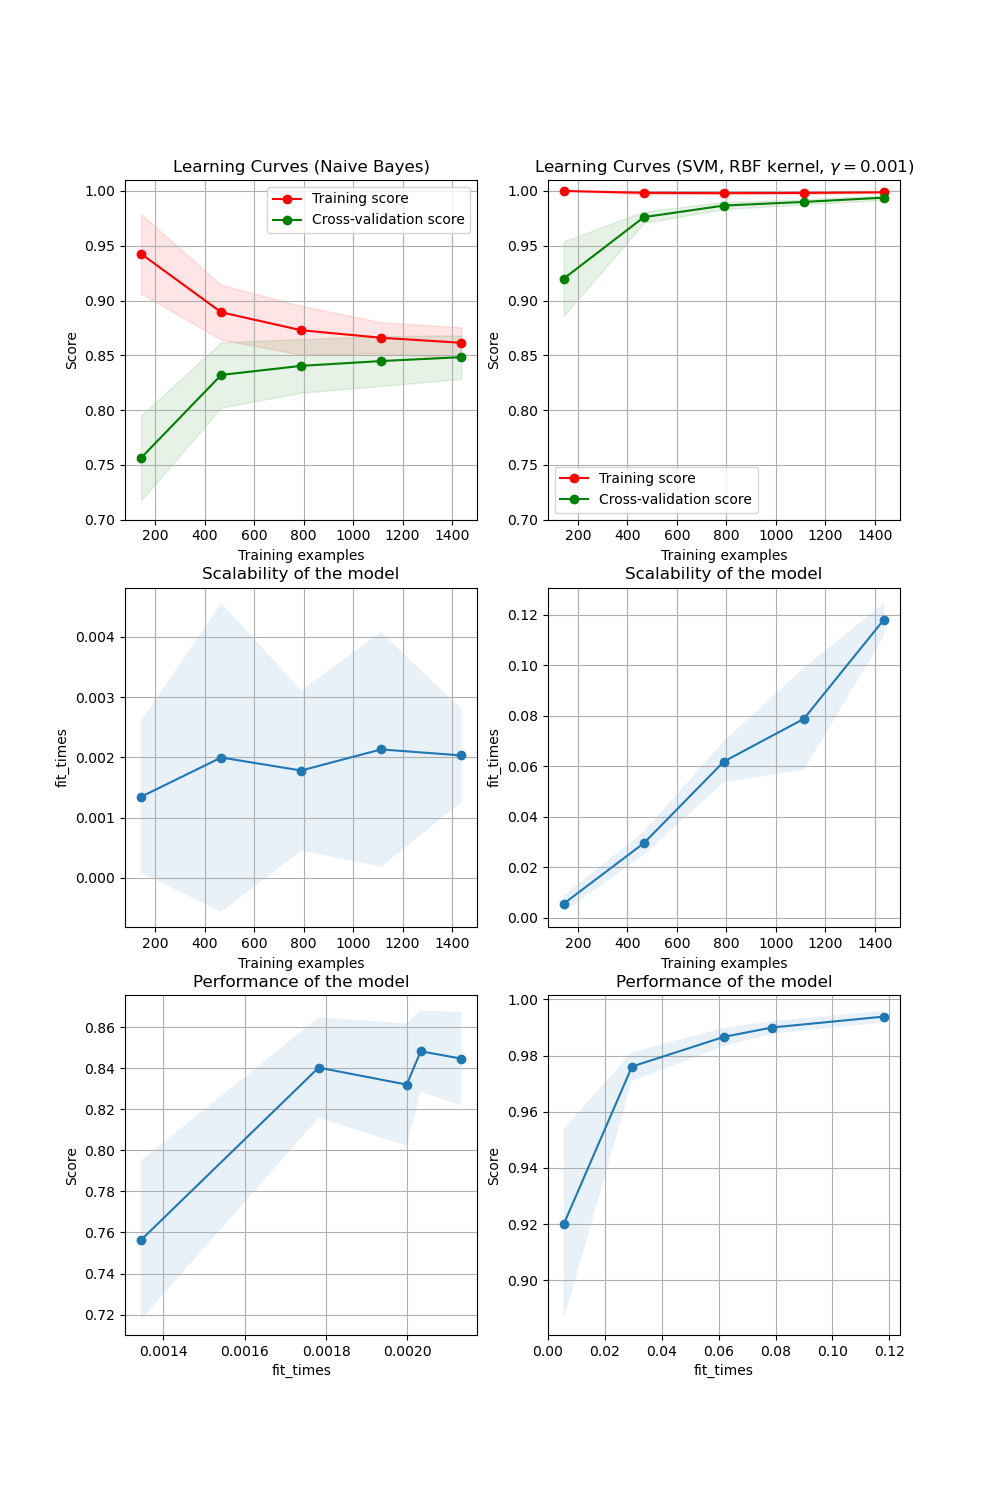 Learning Curves (Naive Bayes)
Score
1.00
0.95
0.90
0.85
0.80
0.75
0.70
Training score
Cross-validation score
200 400 600 800 1000 1200 1400
Training examples
Learning Curves (SVM, RBF kernel, γ = 0.001)
Score
1.00
0.95
0.90
0.85
0.80
0.75
0.70
Training score
Cross-validation score
200 400 600 800 1000 1200 1400
Training examples
Scalability of the model
fit_times
0.004
0.003
0.002
0.001
0.000
200 400 600 800 1000 1200 1400
Training examples
Scalability of the model
fit_times
0.12
0.10
0.08
0.06
0.04
0.02
0.00
200 400 600 800 1000 1200 1400
Training examples
Performance of the model
Score
0.86
0.84
0.82
0.80
0.78
0.76
0.74
0.72
0.0014 0.0016 0.0018 0.0020
fit_times
Performance of the model
Score
1.00
0.98
0.96
0.94
0.92
0.90
0.00 0.02 0.04 0.06 0.08 0.10 0.12
fit_times